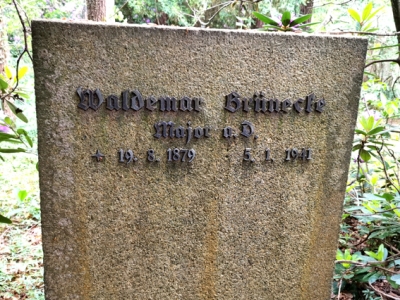 Waldemar Brünecke
Major a.D.
* 19. 8. 1879 - 5. 1. 1941